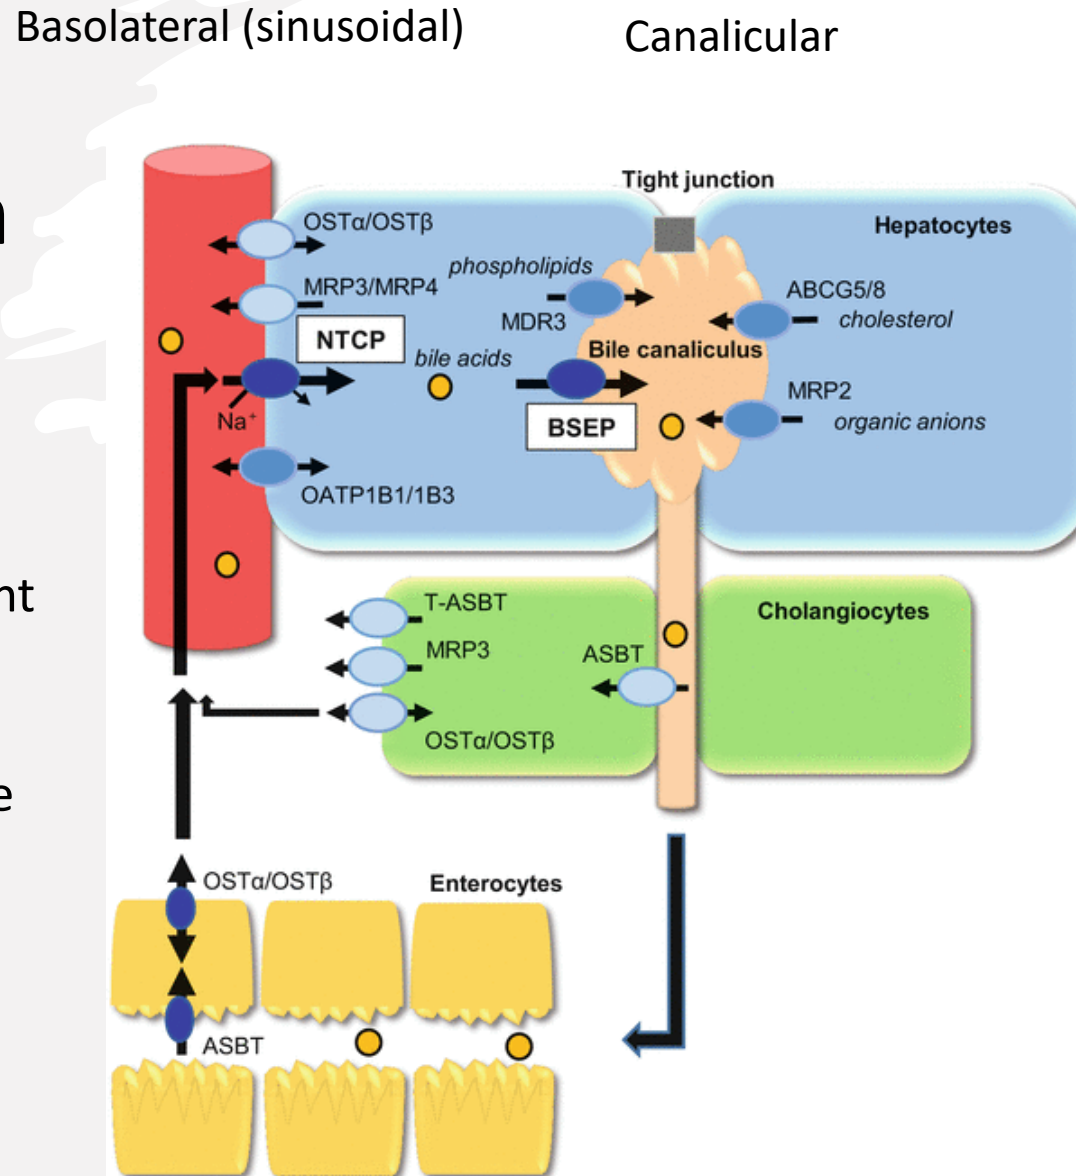 Basolateral (sinusoidal)
Canalicular
Tight junction
Hepatocytes
OSTα/OSTβ
phospholipids
MRP3/MRP4
ABCG5/8
cholesterol
MDR3
NTCP
bile acids
Bile canaliculus
MRP2
Na⁺
BSEP
organic anions
OATP1B1/1B3
T-ASBT
Cholangiocytes
MRP3
ASBT
OSTα/OSTβ
OSTα/OSTβ
Enterocytes
ASBT